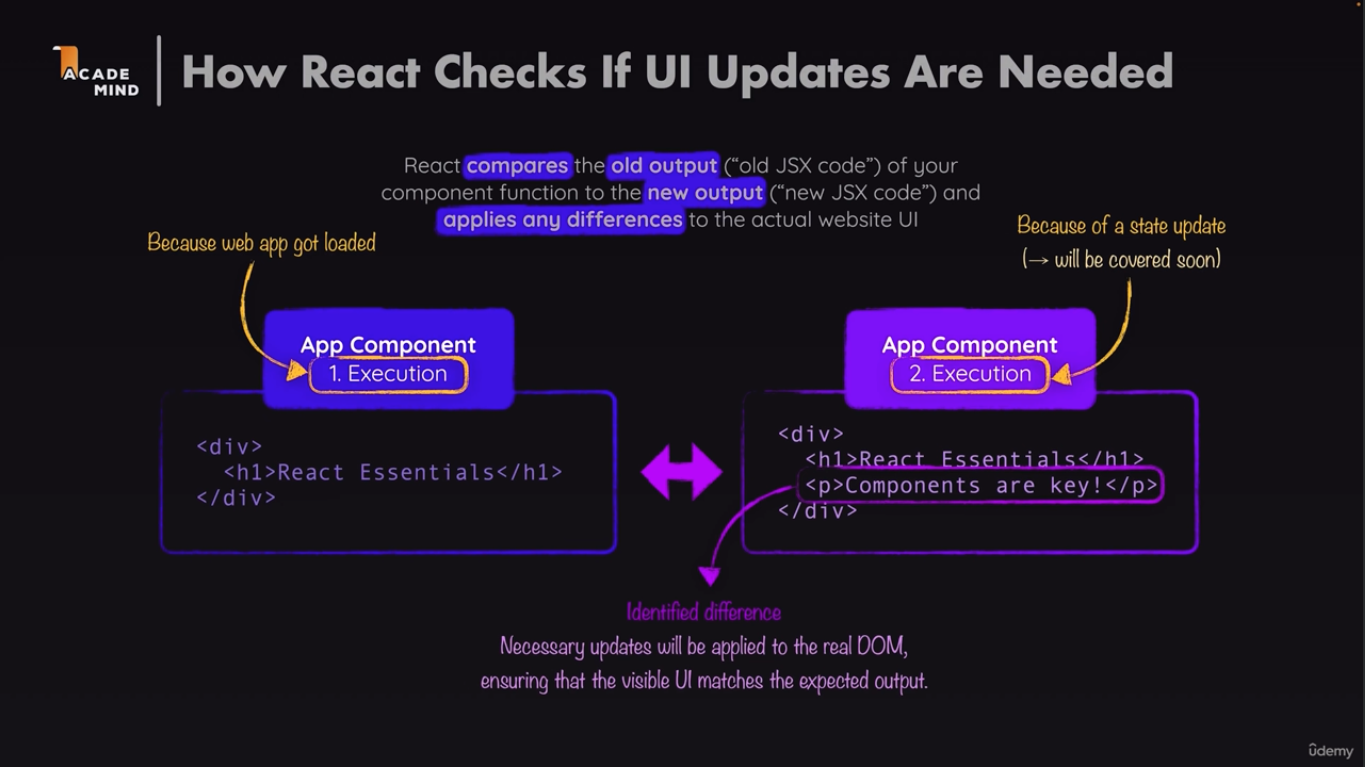 ACADE
MIND
How React Checks If UI Updates Are Needed
React compares the old output (“old JSX code”) of your
component function to the new output (“new JSX code”) and
applies any differences to the actual website UI
Because web app got loaded
Because of a state update
(→ will be covered soon)
App Component
1. Execution
<div>
<h1>React Essentials</h1>
</div>
App Component
2. Execution
<div>
<h1>React Essentials</h1>
<p>Components are key!</p>
</div>
Identified difference
Necessary updates will be applied to the real DOM,
ensuring that the visible UI matches the expected output.
ûdemy